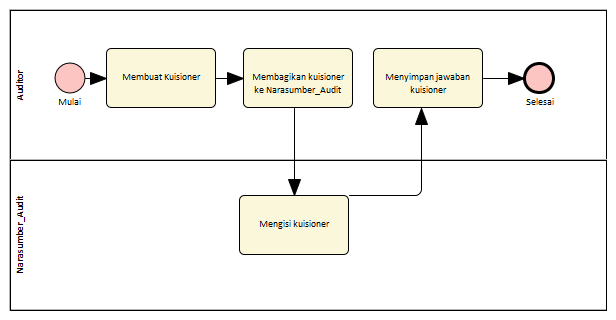 Auditor
Mulai
Membuat Kuisioner
Membagikan kuisioner
ke Narasumber_Audit
Menyimpan jawaban
kuisioner
Selesai
Narasumber_Audit
Mengisi kuisioner